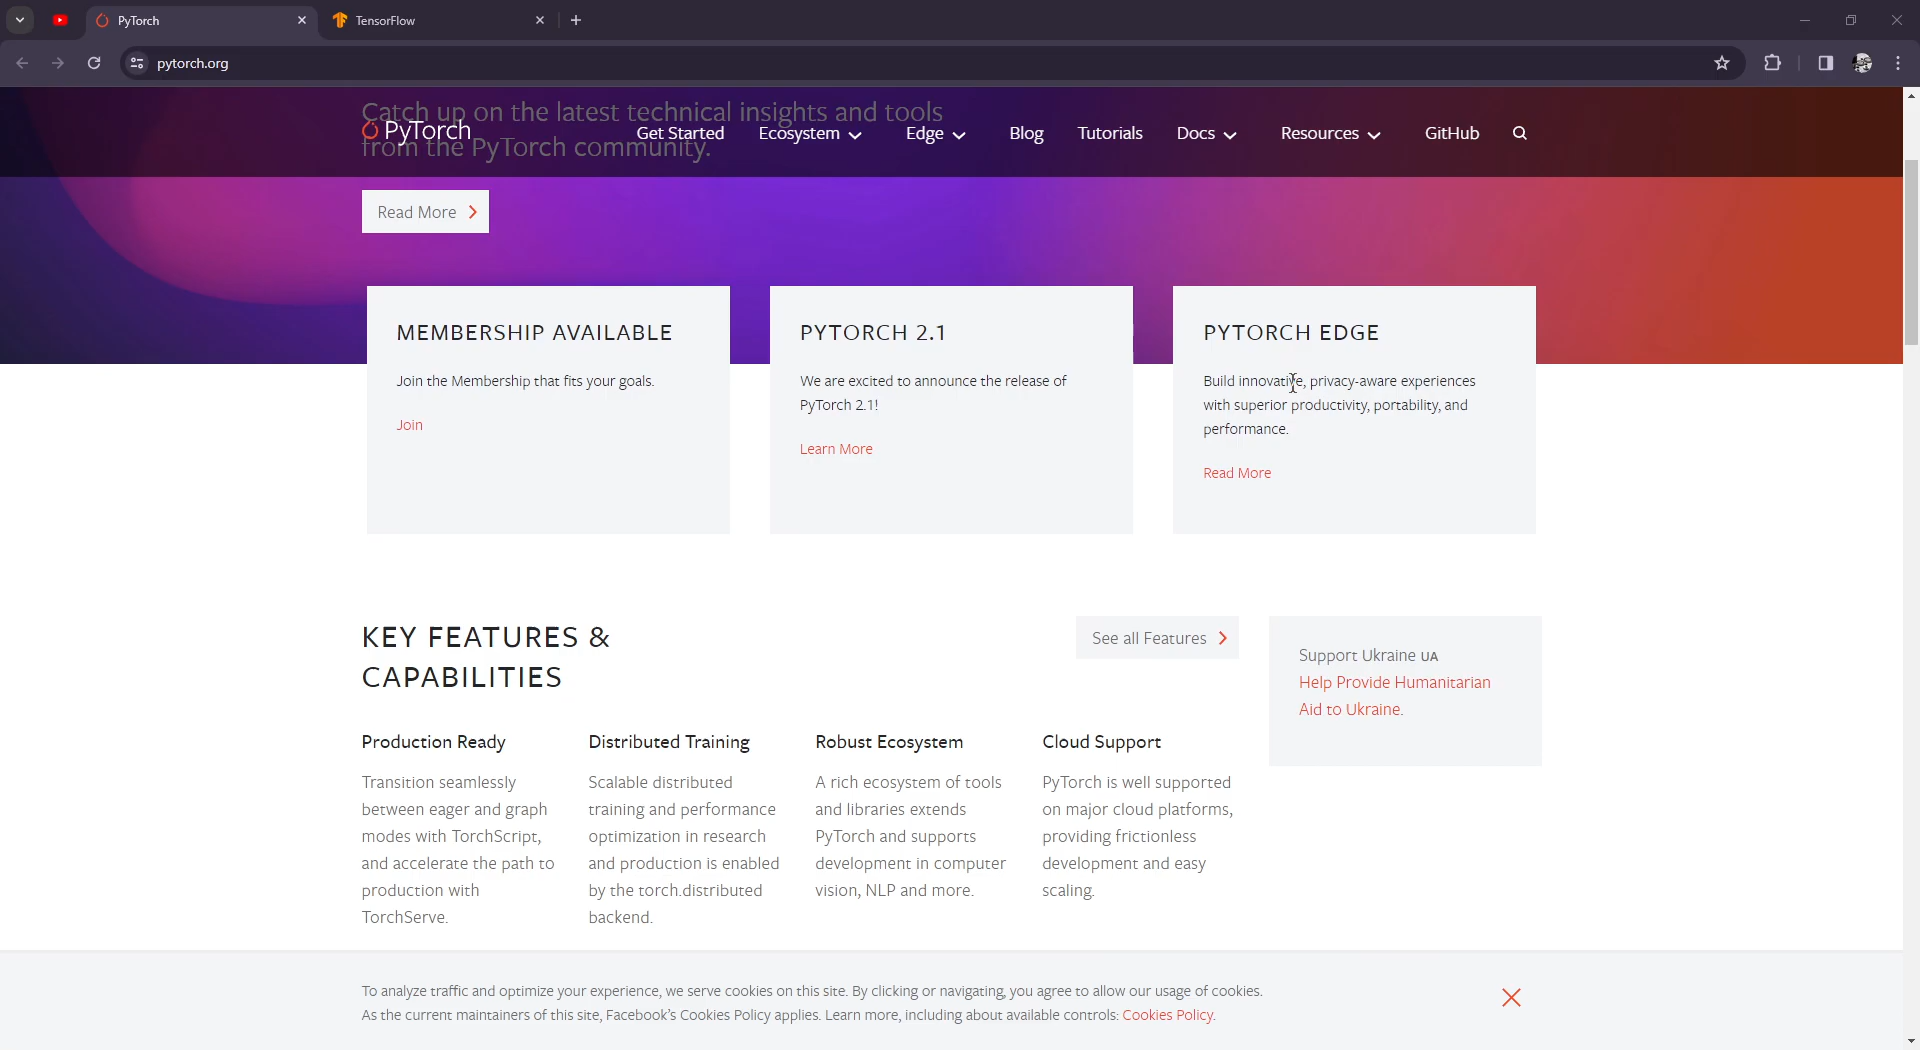 PyTorch
TensorFlow
pytorch.org
Catch up on the latest technical insights and tools
from the PyTorch community.
PyTorch
Get Started Ecosystem Edge Blog Tutorials Docs Resources GitHub
Read More
MEMBERSHIP AVAILABLE
Join the Membership that fits your goals.
Join
PYTORCH 2.1
We are excited to announce the release of
PyTorch 2.1!
Learn More
PYTORCH EDGE
Build innovative, privacy-aware experiences
with superior productivity, portability, and
performance.
Read More
KEY FEATURES &
CAPABILITIES
See all Features
Support Ukraine UA
Help Provide Humanitarian
Aid to Ukraine.
Production Ready
Transition seamlessly
between eager and graph
modes with TorchScript,
and accelerate the path to
production with
TorchServe.
Distributed Training
Scalable distributed
training and performance
optimization in research
and production is enabled
by the torch.distributed
backend.
Robust Ecosystem
A rich ecosystem of tools
and libraries extends
PyTorch and supports
development in computer
vision, NLP and more.
Cloud Support
PyTorch is well supported
on major cloud platforms,
providing frictionless
development and easy
scaling.
To analyze traffic and optimize your experience, we serve cookies on this site. By clicking or navigating, you agree to allow our usage of cookies.
As the current maintainers of this site, Facebook's Cookies Policy applies. Learn more, including about available controls: Cookies Policy.